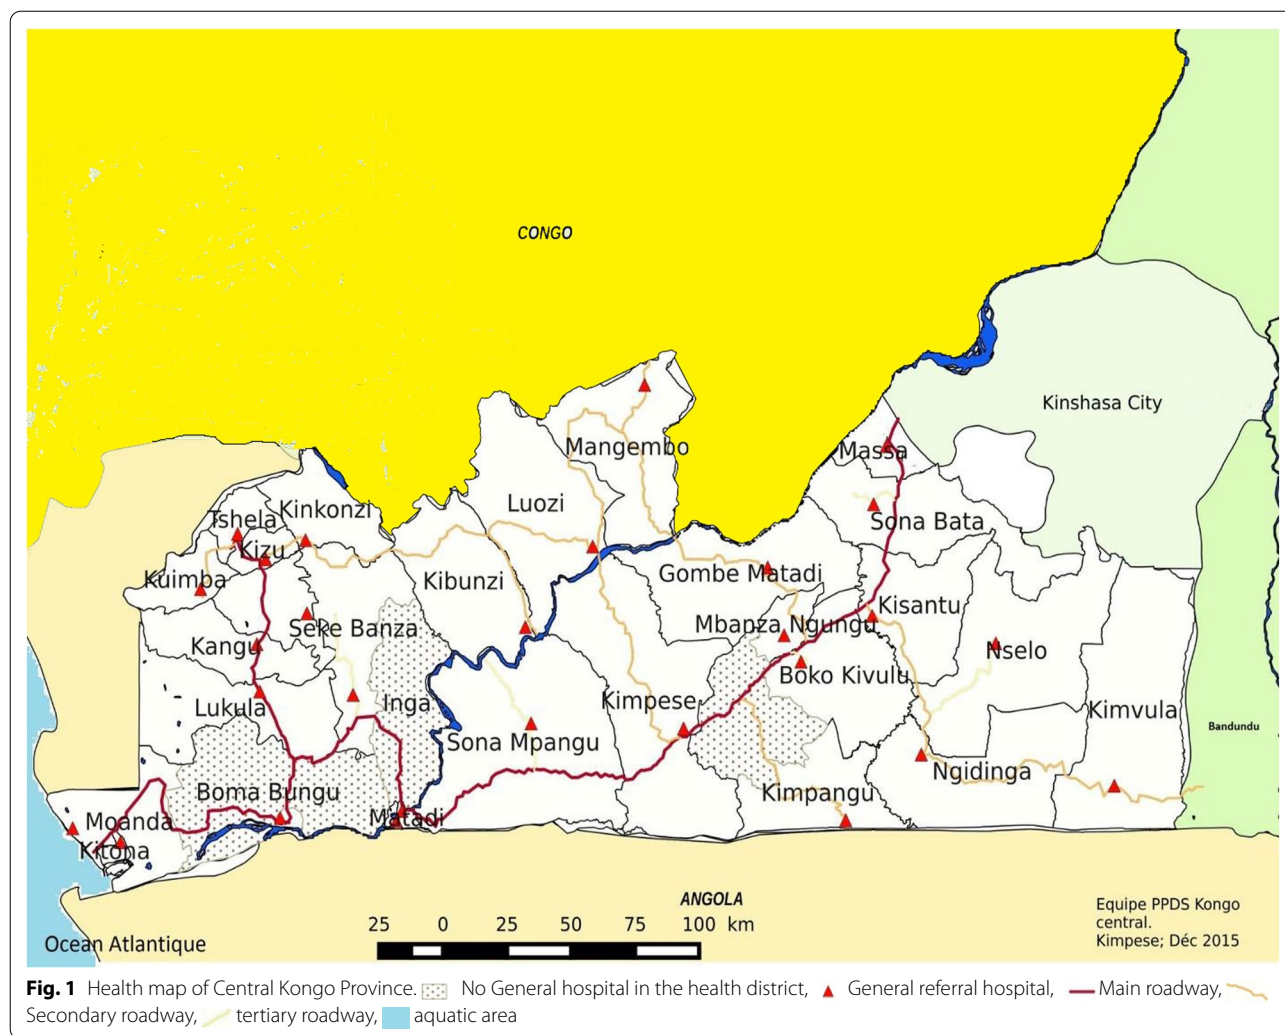 CONGO
Kinshasa City
Mangembo
Massa
Luozi
Kinkonzi
Tshela
Sona Bata
Kizu
Kuimba
Kibunzi
Gombe Matadi
Kisantu
Seke Banza
Mbanza Ngungu
Kangu
Nselo
Boko Kivulu
Inga
Kimpese
Lukula
Kimvula
Bandundu
Sona Mpangu
Ngidinga
Boma Bungu
Kimpangu
Moanda
Matadi
Kitona
ANGOLA
25 0 25 50 75 100 km
Equipe PPDS Kongo
central.
Kimpese; Déc 2015
Ocean Atlantique
Fig. 1 Health map of Central Kongo Province. No General hospital in the health district, General referral hospital, Main roadway,
Secondary roadway, tertiary roadway, aquatic area